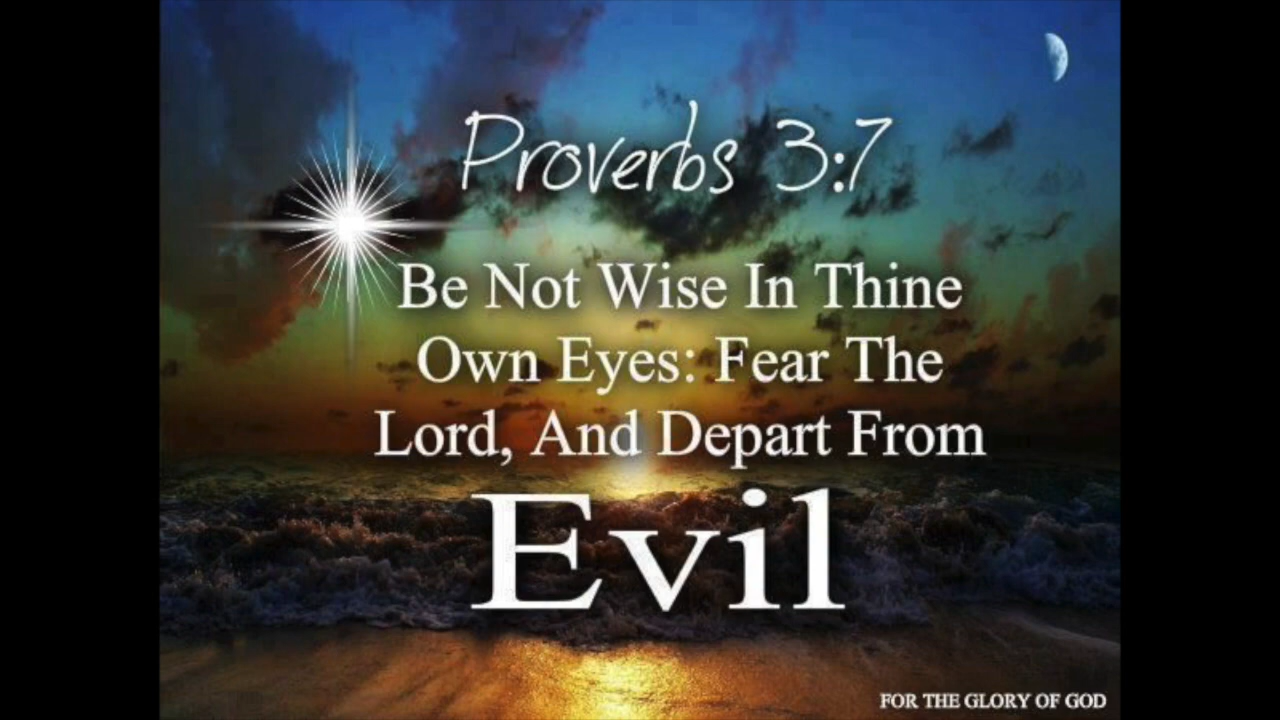 Proverbs 3:7
Be Not Wise In Thine
Own Eyes: Fear The
Lord, And Depart From
Evil
FOR THE GLORY OF GOD